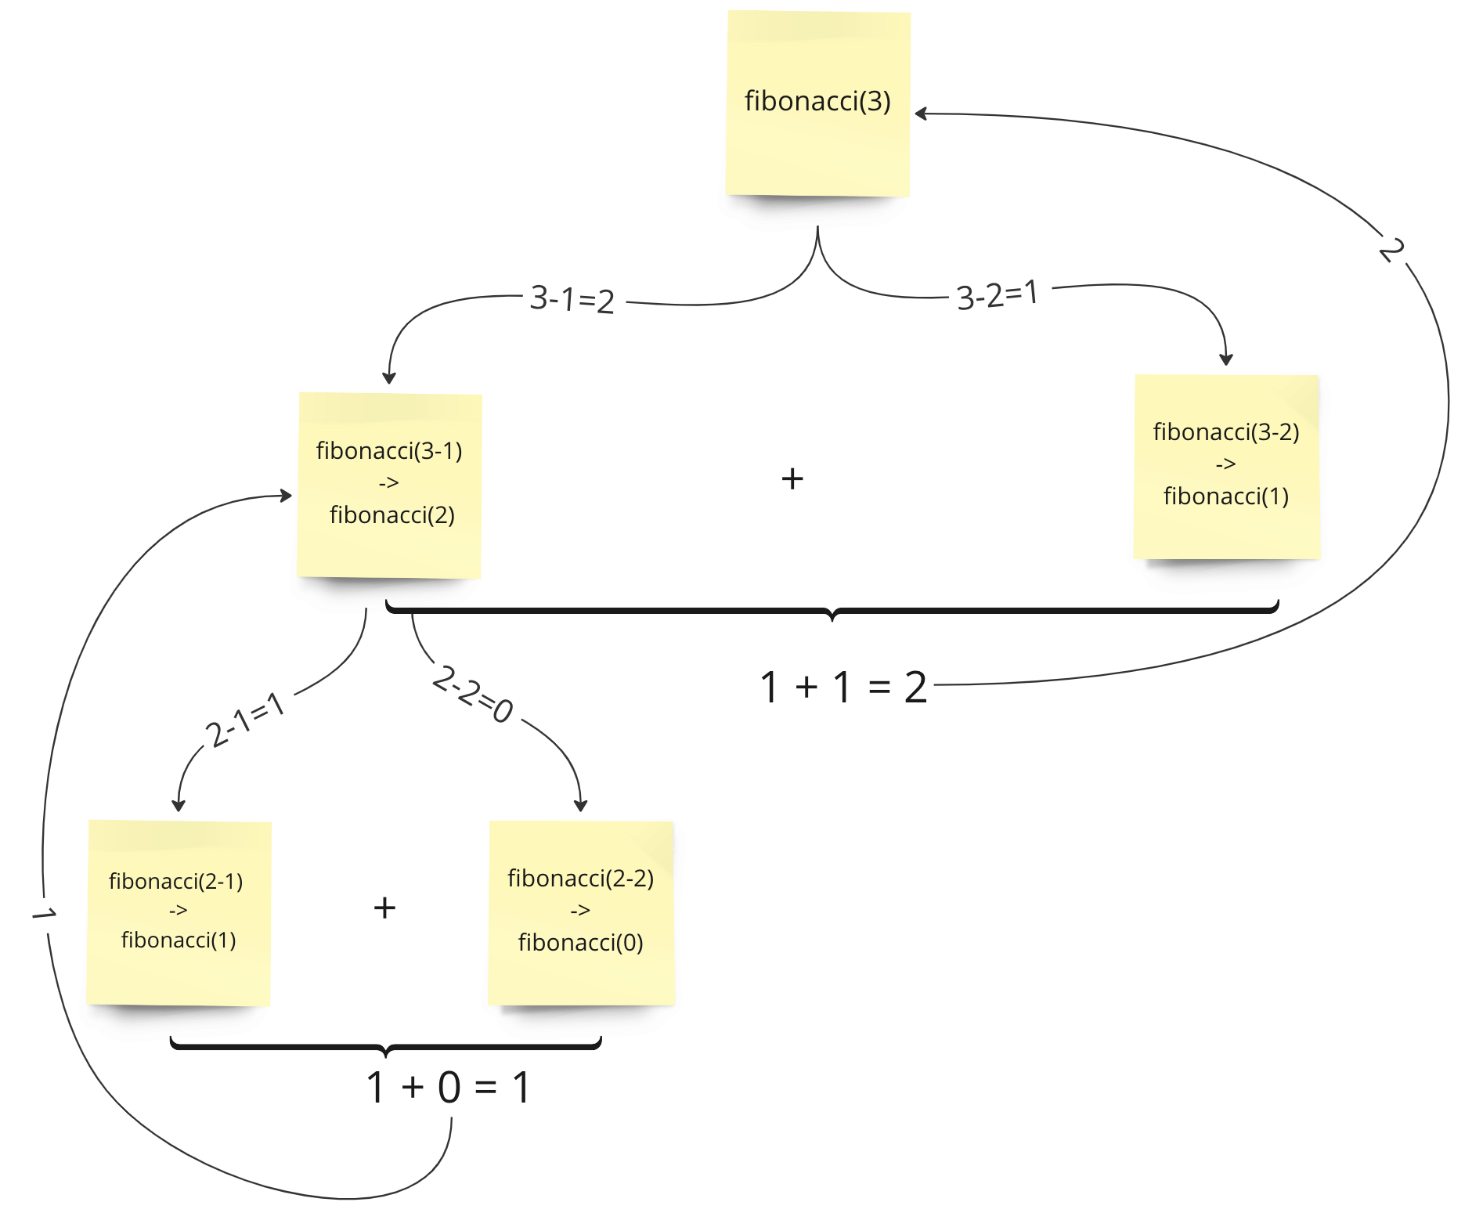 fibonacci(3)
2
3-1=2
3-2=1
fibonacci(3-1)
->
fibonacci(2)
+
fibonacci(3-2)
->
fibonacci(1)
1 + 1 = 2
2-1=1
2-2=0
fibonacci(2-1)
->
fibonacci(1)
+
fibonacci(2-2)
->
fibonacci(0)
1
1 + 0 = 1